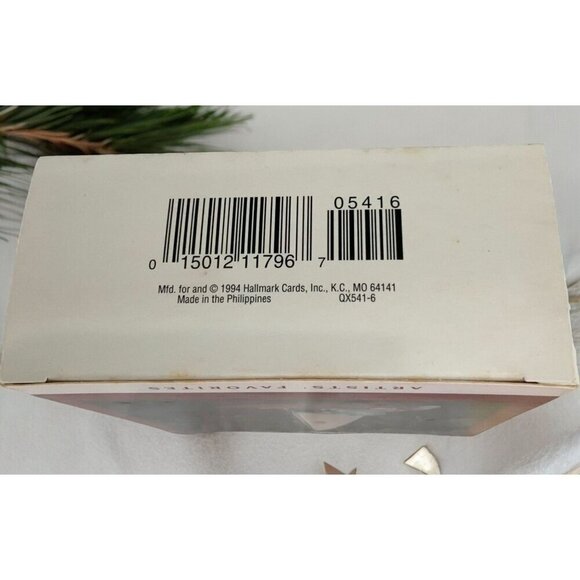 05416
0 15012 11796 7
Mfd. for and © 1994 Hallmark Cards, Inc., K.C., MO 64141
Made in the Philippines QX541-6
ARTISTS' FAVORITES